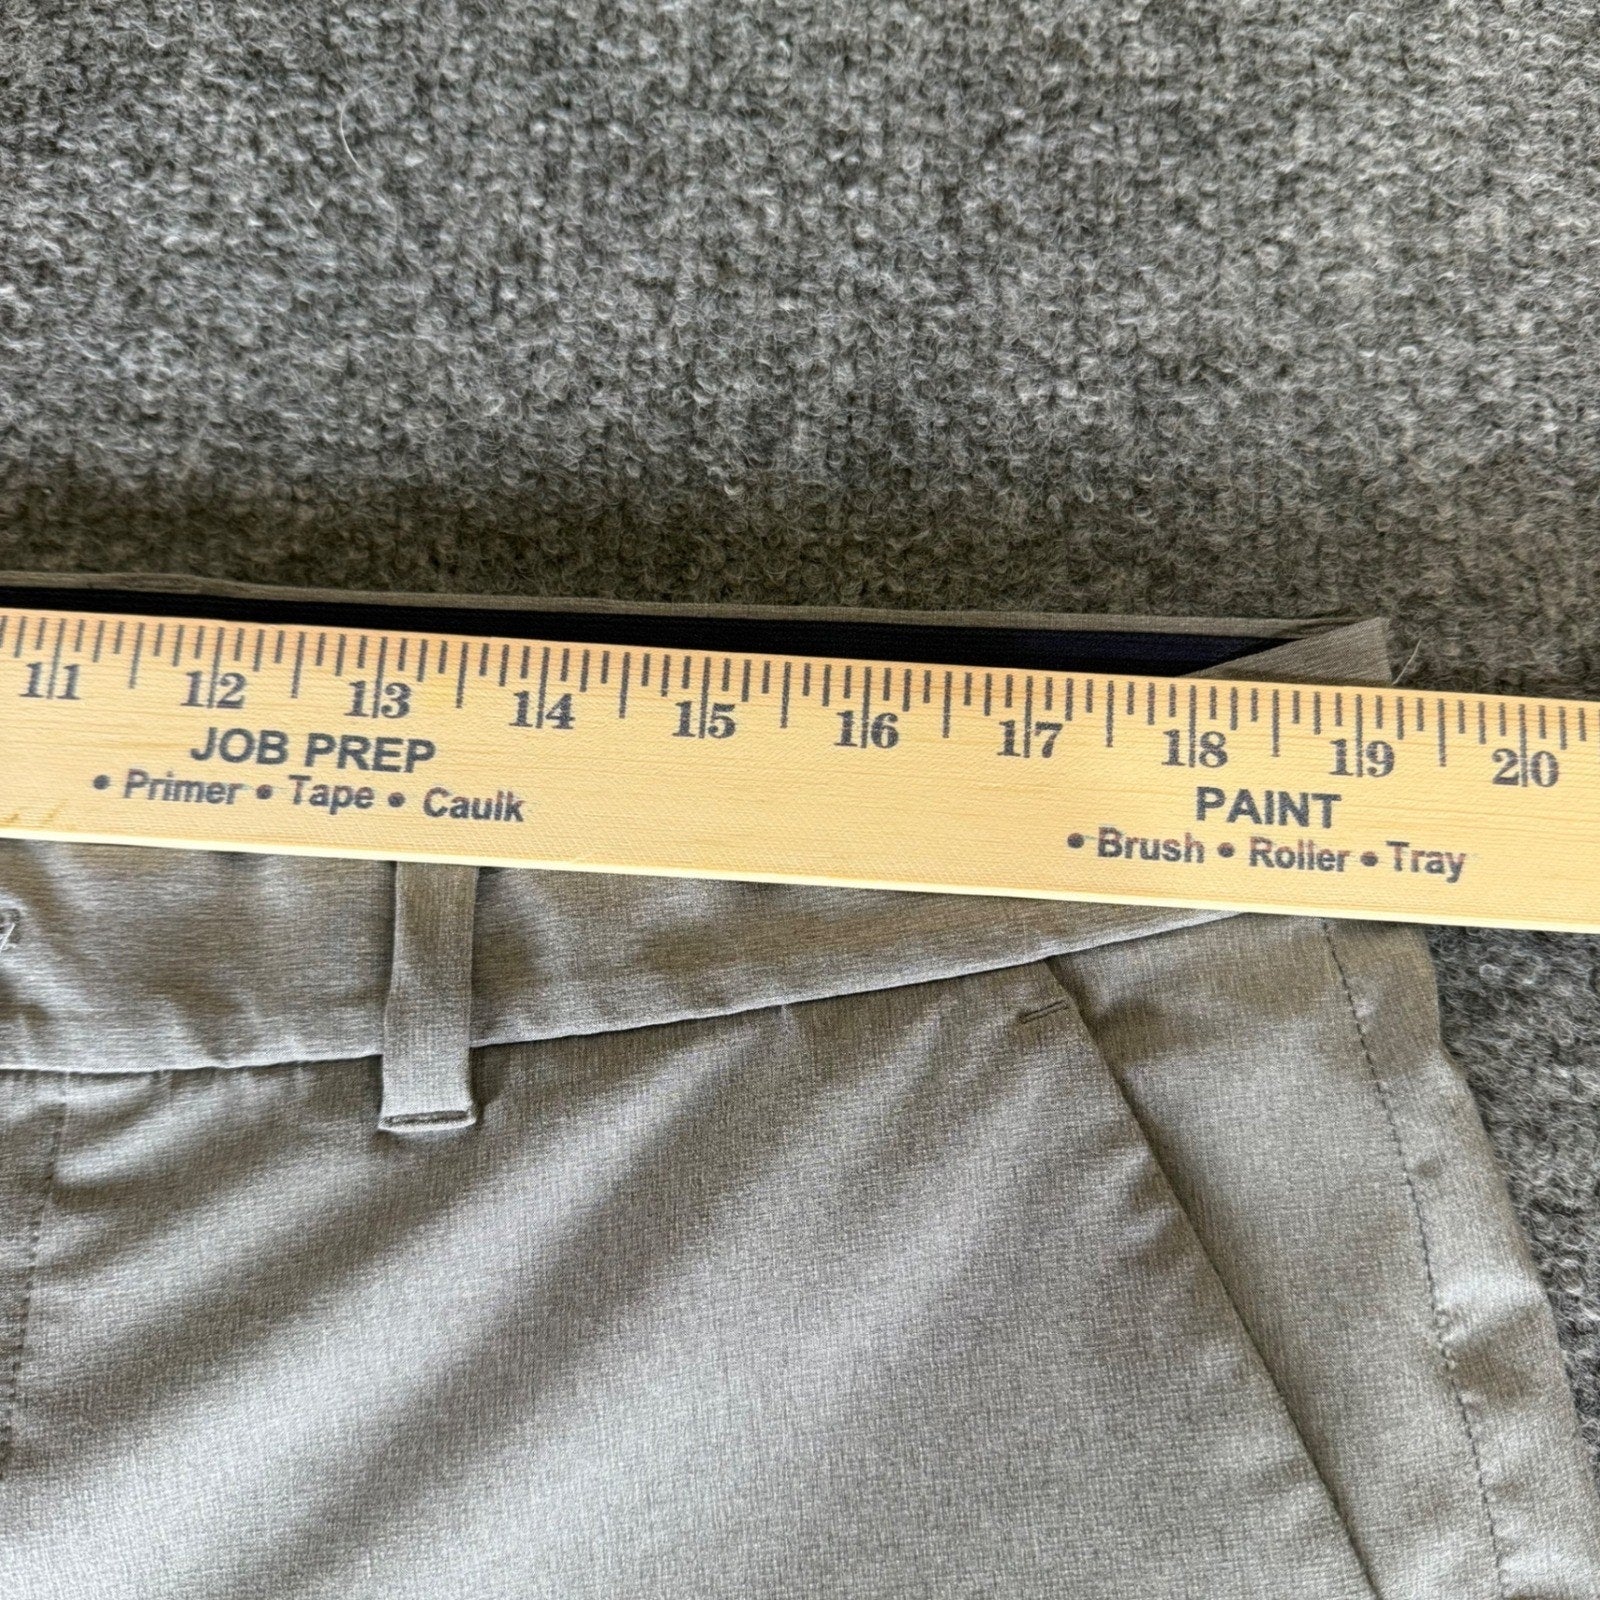 11 12 13 14 15 16 17 18 19 20
JOB PREP
• Primer • Tape • Caulk
PAINT
• Brush • Roller • Tray